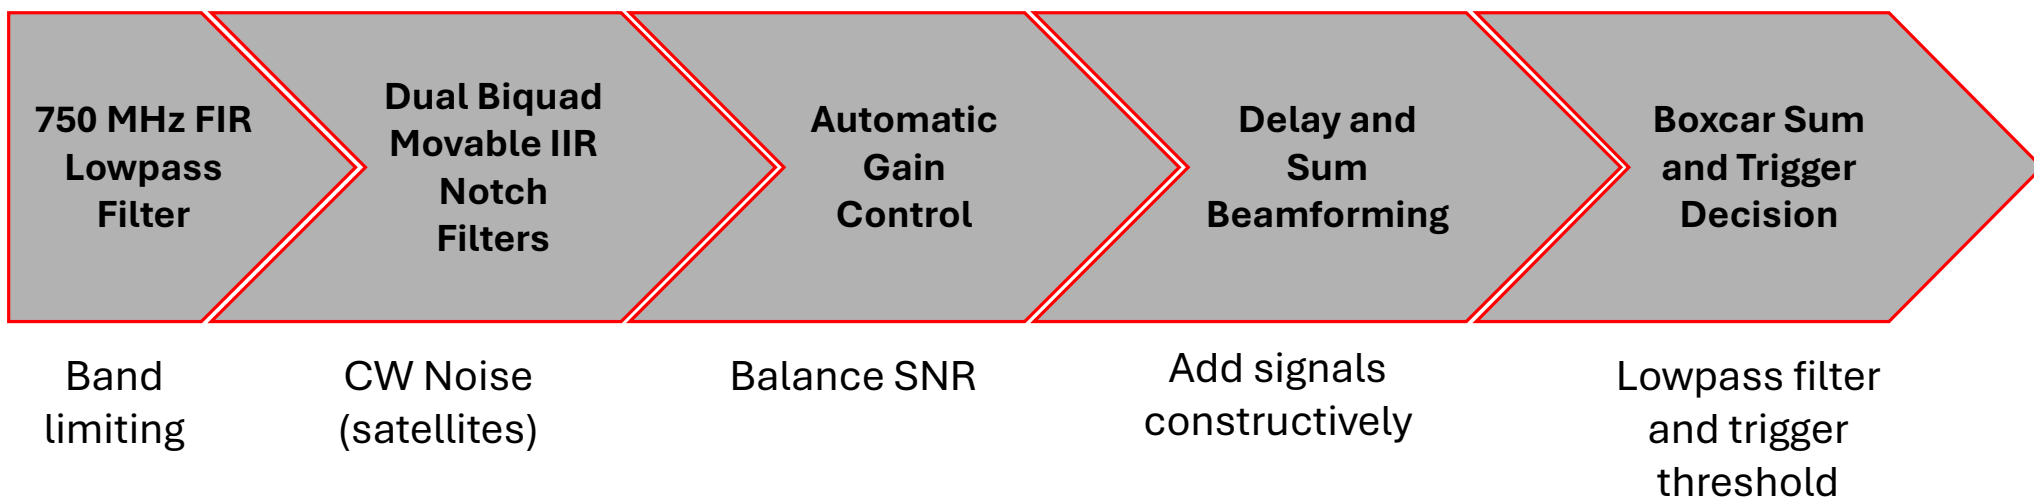 750 MHz FIR
Lowpass
Filter
Dual Biquad
Movable IIR
Notch
Filters
Automatic
Gain
Control
Delay and
Sum
Beamforming
Boxcar Sum
and Trigger
Decision
Band
limiting
CW Noise
(satellites)
Balance SNR
Add signals
constructively
Lowpass filter
and trigger
threshold